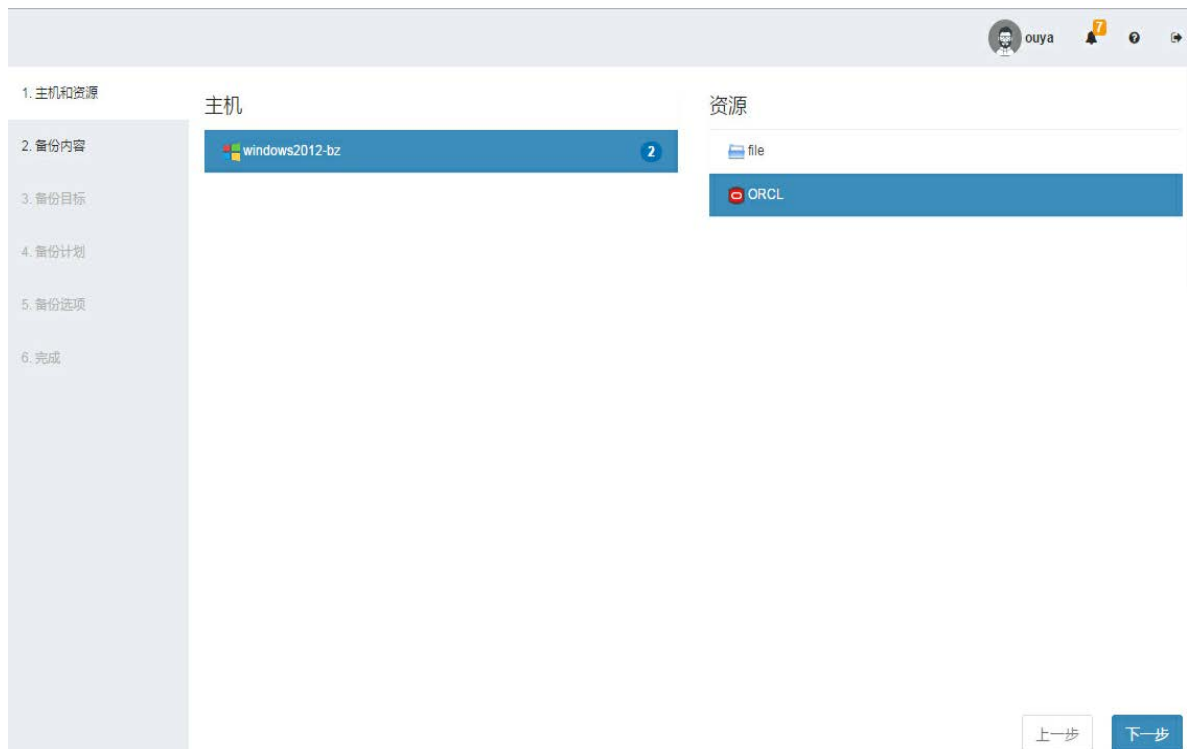 ouya 7
1. 主机和资源
2. 备份内容
3. 备份目标
4. 备份计划
5. 备份选项
6. 完成
主机
windows2012-bz 2
资源
file
ORCL
上一步 下一步